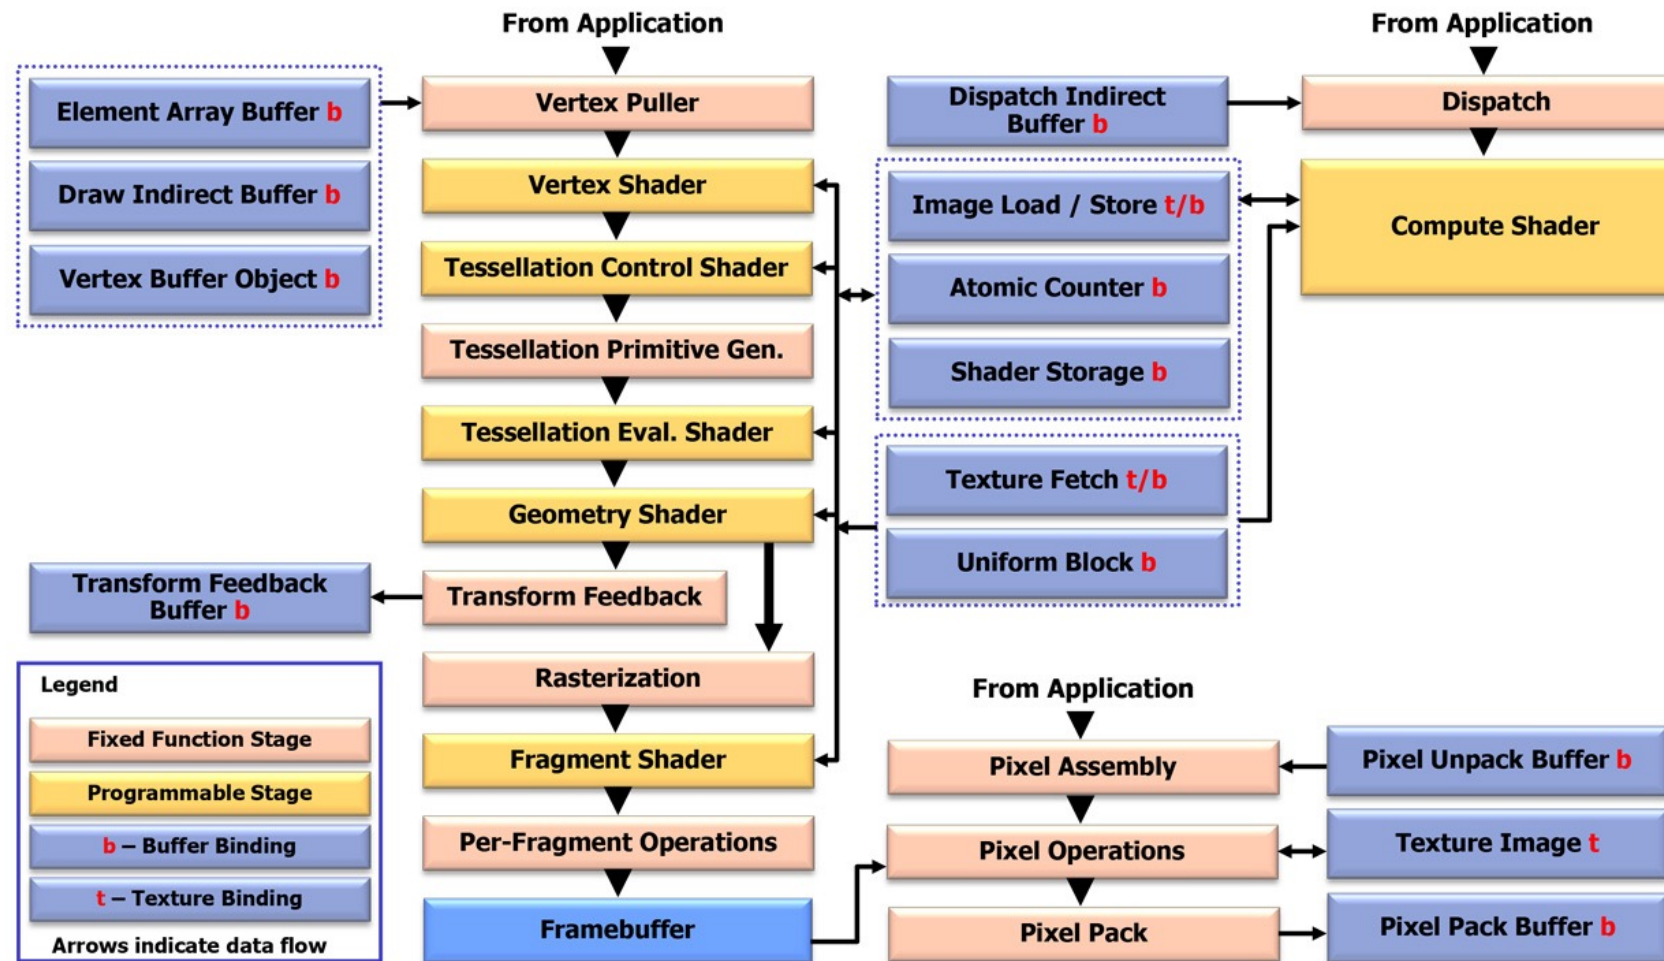 From Application
From Application
Element Array Buffer b
Draw Indirect Buffer b
Vertex Buffer Object b
Vertex Puller
Vertex Shader
Tessellation Control Shader
Tessellation Primitive Gen.
Tessellation Eval. Shader
Geometry Shader
Transform Feedback
Transform Feedback
Buffer b
Rasterization
Fragment Shader
Per-Fragment Operations
Framebuffer
Dispatch Indirect
Buffer b
Dispatch
Image Load / Store t/b
Atomic Counter b
Shader Storage b
Compute Shader
Texture Fetch t/b
Uniform Block b
Legend
Fixed Function Stage
Programmable Stage
b – Buffer Binding
t – Texture Binding
Arrows indicate data flow
From Application
Pixel Assembly
Pixel Unpack Buffer b
Pixel Operations
Texture Image t
Pixel Pack
Pixel Pack Buffer b